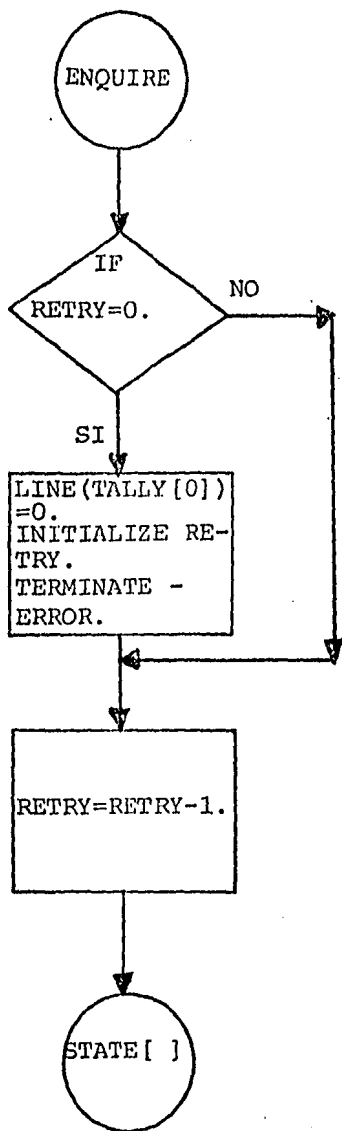 ENQUIRE
IF
RETRY=0.
NO
SI
LINE(TALLY[0])
=0.
INITIALIZE RE-
TRY.
TERMINATE -
ERROR.
RETRY=RETRY-1.
STATE[ ]